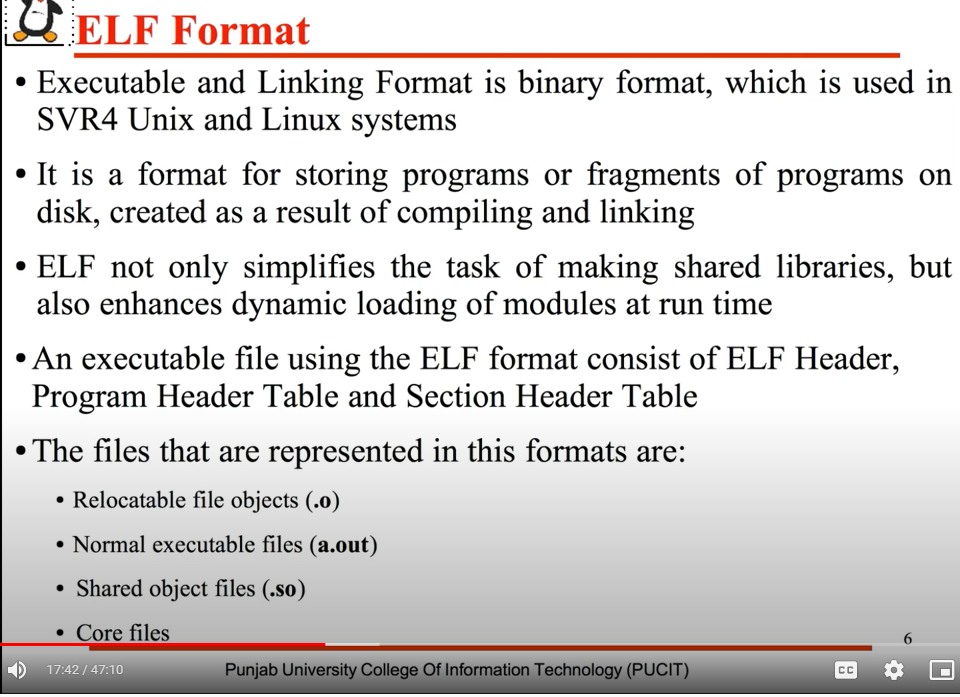 ELF Format
• Executable and Linking Format is binary format, which is used in
SVR4 Unix and Linux systems
• It is a format for storing programs or fragments of programs on
disk, created as a result of compiling and linking
• ELF not only simplifies the task of making shared libraries, but
also enhances dynamic loading of modules at run time
• An executable file using the ELF format consist of ELF Header,
Program Header Table and Section Header Table
• The files that are represented in this formats are:
• Relocatable file objects (.o)
• Normal executable files (a.out)
• Shared object files (.so)
• Core files
6
17:42 / 47:10
Punjab University College Of Information Technology (PUCIT)
CC